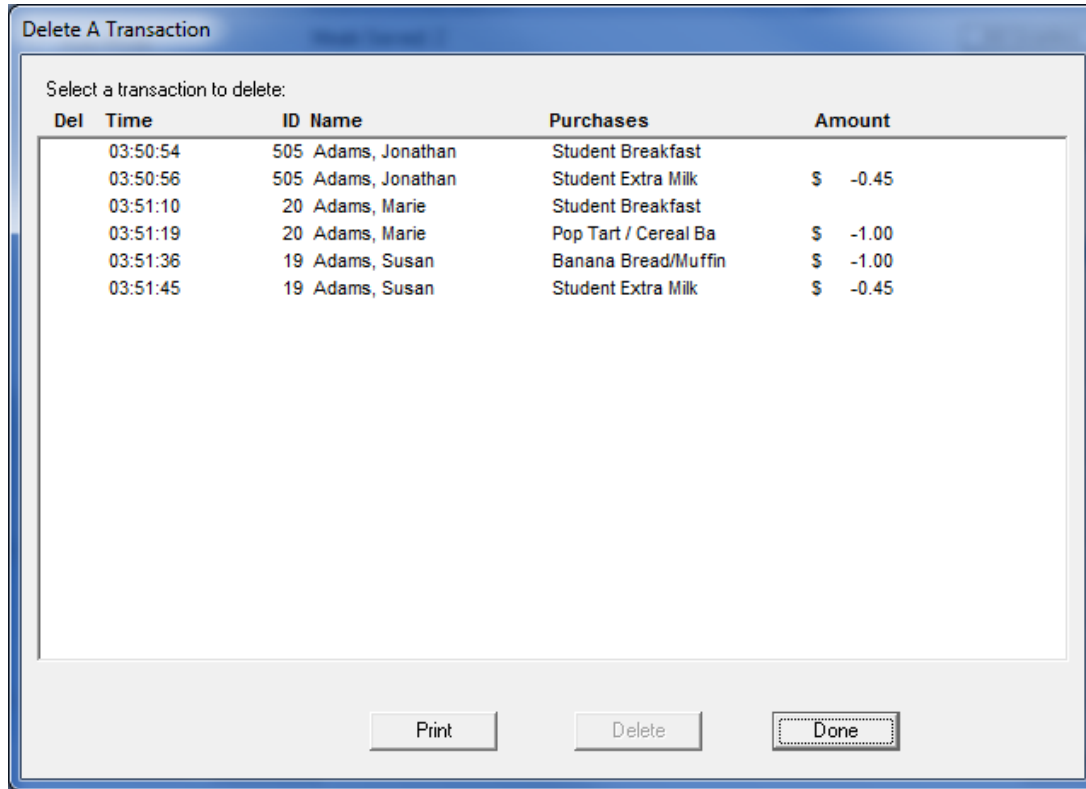 Delete A Transaction
Select a transaction to delete:
Del Time ID Name Purchases Amount
03:50:54 505 Adams, Jonathan Student Breakfast
03:50:56 505 Adams, Jonathan Student Extra Milk $ -0.45
03:51:10 20 Adams, Marie Student Breakfast
03:51:19 20 Adams, Marie Pop Tart / Cereal Ba $ -1.00
03:51:36 19 Adams, Susan Banana Bread/Muffin $ -1.00
03:51:45 19 Adams, Susan Student Extra Milk $ -0.45
Print Delete Done